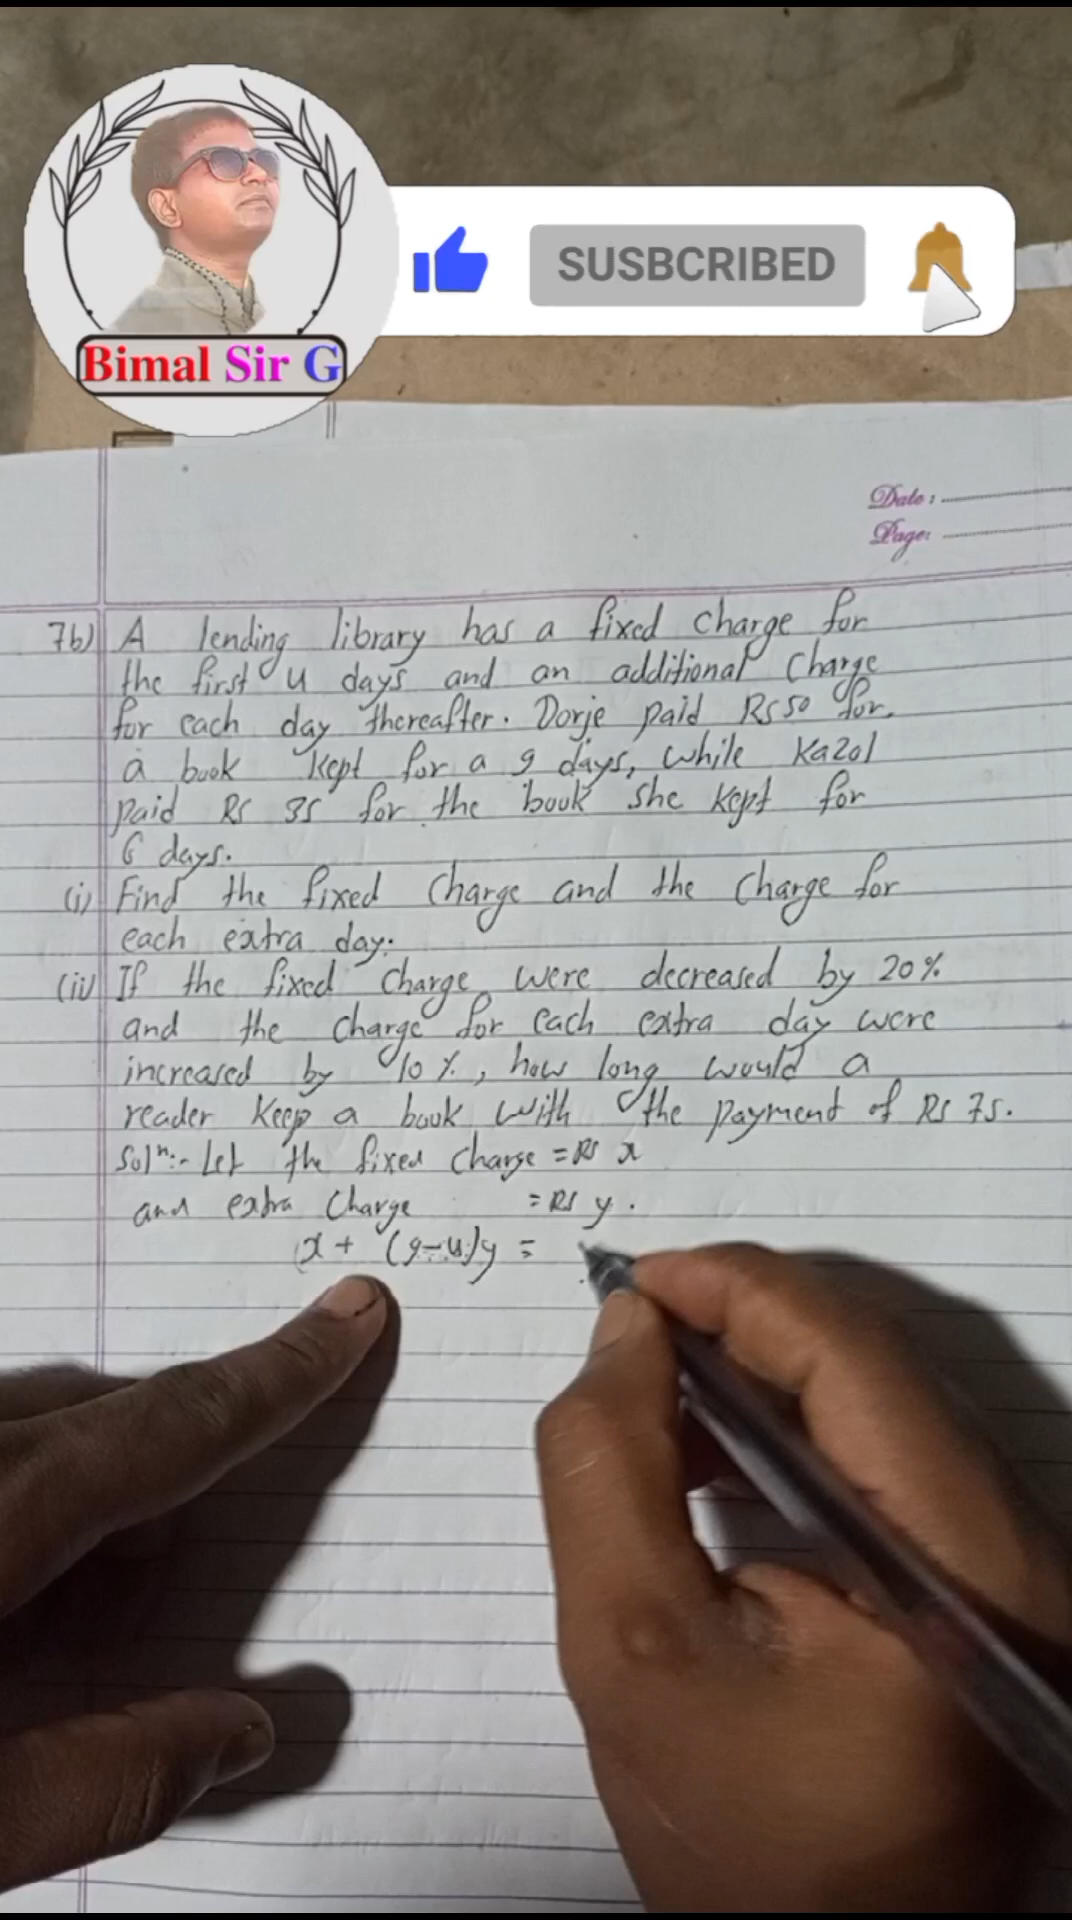 Bimal Sir G
SUSBCRIBED
Date :
Page:
7b) A lending library has a fixed charge for
the first 4 days and an additional Charge
for each day thereafter. Dorje paid Rs 50 for
a book Kept for a 9 days, while Kazol
paid Rs 35 for the book she Kept for
6 days.
(i) Find the fixed Charge and the Charge for
each extra day.
(ii) If the fixed Charge were decreased by 20%
and the Charge for each extra day were
increased by 10%, how long would a
reader Keep a book with the payment of Rs 75.
Solⁿ:- Let the fixed Charge = Rs x
and extra Charge = Rs y.
x + (9-4)y =